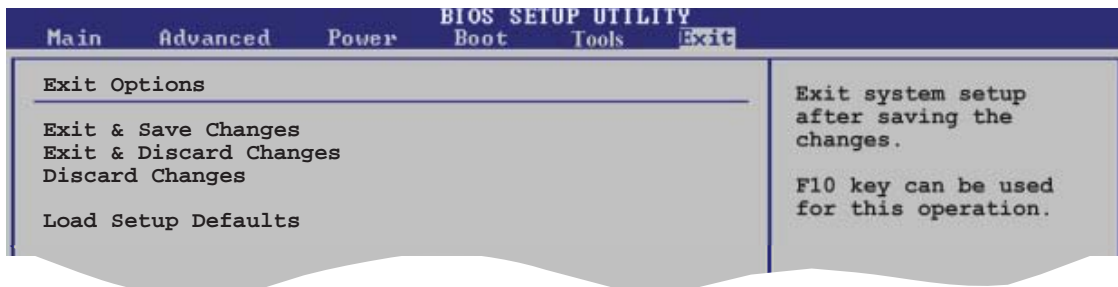 BIOS SETUP UTILITY
Main Advanced Power Boot Tools Exit
Exit Options
Exit & Save Changes
Exit & Discard Changes
Discard Changes
Load Setup Defaults
Exit system setup
after saving the
changes.
F10 key can be used
for this operation.